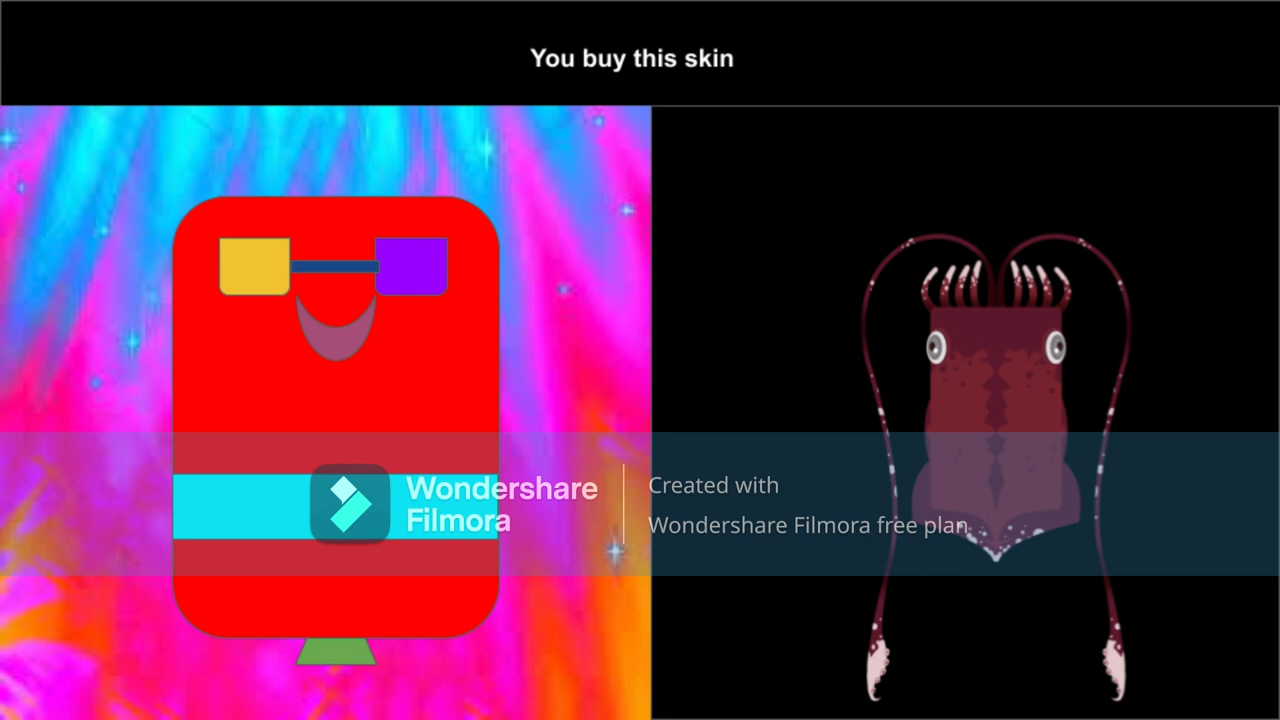 You buy this skin
Wondershare
Filmora
Created with
Wondershare Filmora free plan